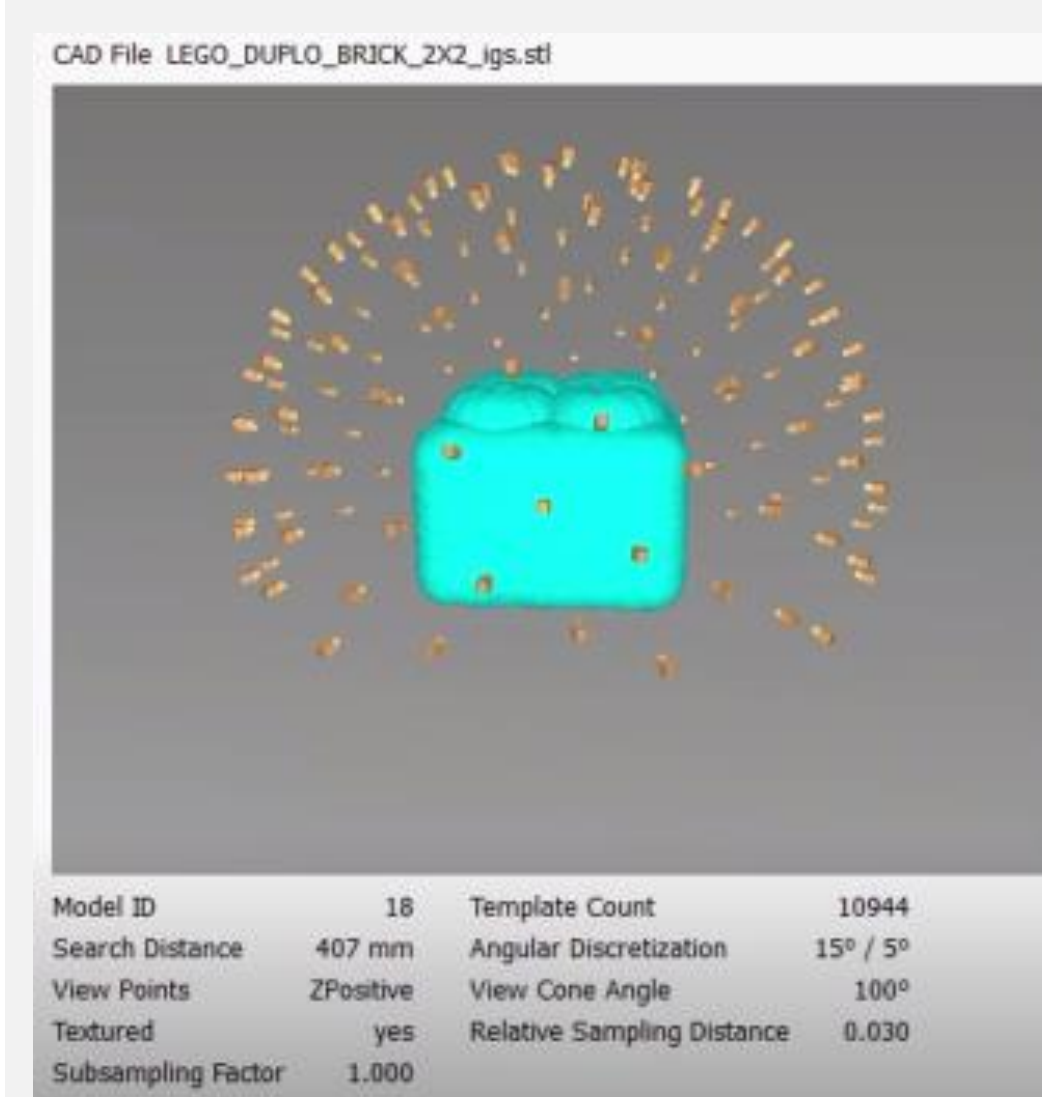 CAD File LEGO_DUPLO_BRICK_2X2_igs.stl
Model ID 18 Template Count 10944
Search Distance 407 mm Angular Discretization 15º / 5º
View Points ZPositive View Cone Angle 100º
Textured yes Relative Sampling Distance 0.030
Subsampling Factor 1.000